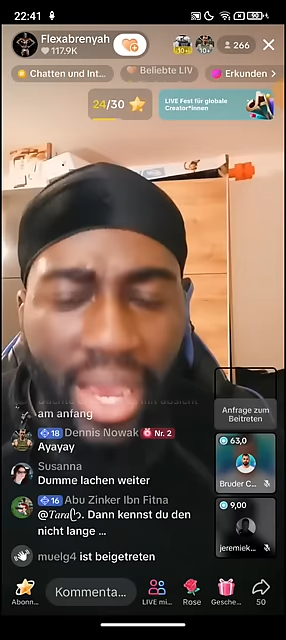 22:41
Flexabrenyah
117.9K
10+
10+
266
Chatten und Int...
Beliebte LIV
Erkunden >
24/30
LIVE Fest für globale
Creator*innen
am anfang
18 Dennis Nowak Nr. 2
Ayayay
Susanna
Dumme lachen weiter
16 Abu Zinker Ibn Fitna
. Dann kennst du den
nicht lange ...
muelg4 ist beigetreten
Anfrage zum
Beitreten
63,0
Bruder C...
9,00
jeremiek...
Abonn...
Kommenta...
LIVE mi...
Rose
Gesche...
50